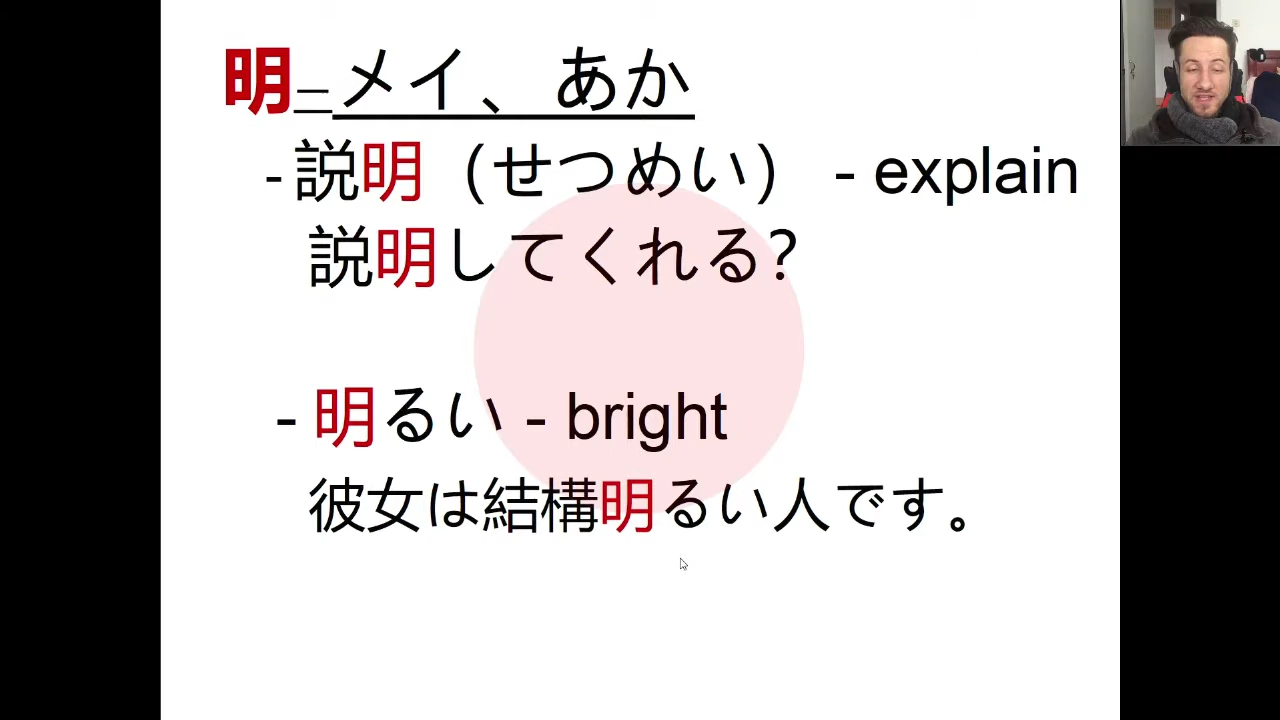 明二メイ、あか
- 説明（せつめい） - explain
説明してくれる?
- 明るい - bright
彼女は結構明るい人です。